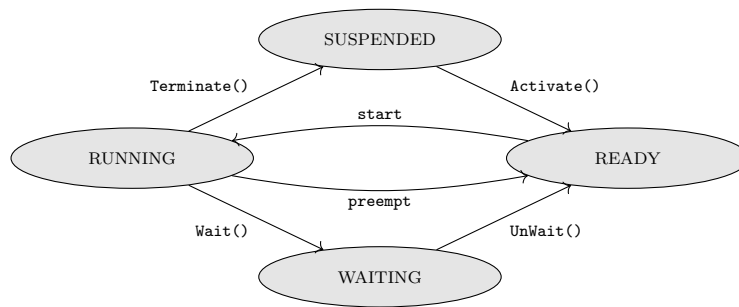 SUSPENDED
Terminate()
Activate()
start
RUNNING
READY
preempt
Wait()
UnWait()
WAITING